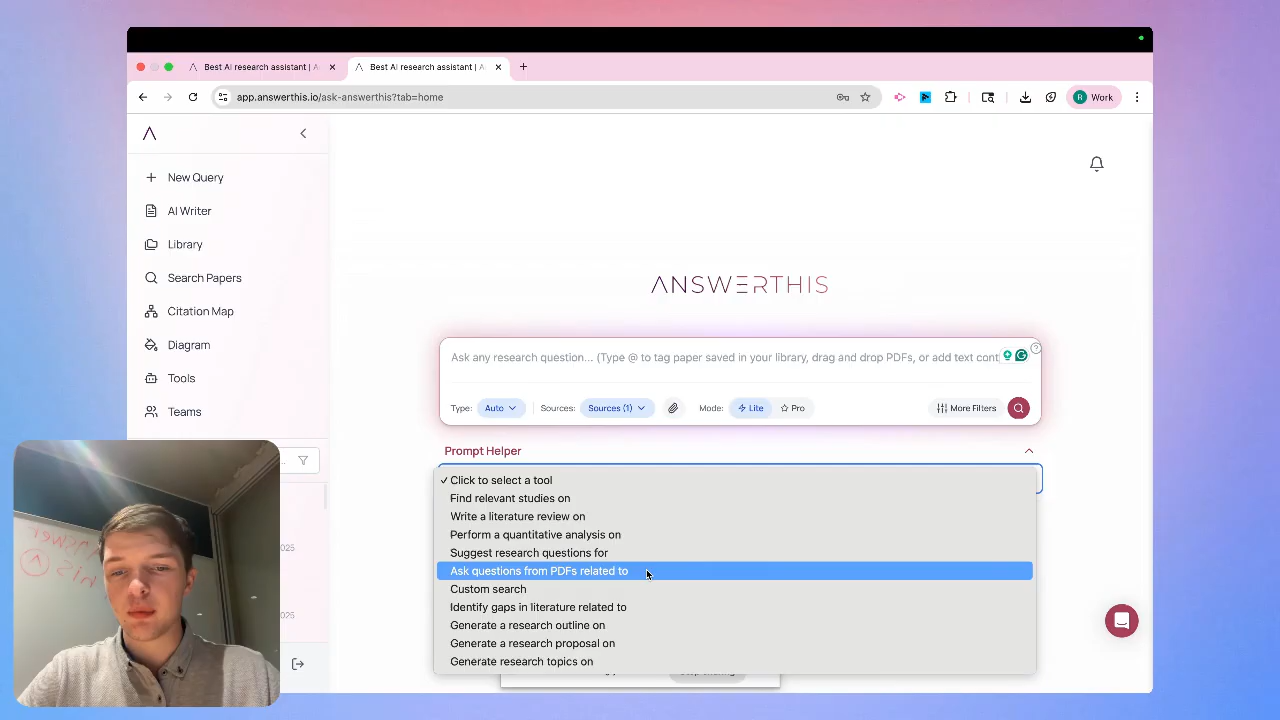 Best AI research assistant | A
Best AI research assistant | A
app.answerthis.io/ask-answerthis?tab=home
R Work
New Query
AI Writer
Library
Search Papers
Citation Map
Diagram
Tools
Teams
2025
2025
ANSWERTHIS
Ask any research question... (Type @ to tag paper saved in your library, drag and drop PDFs, or add text cont
Type: Auto Sources: Sources (1) Mode: Lite Pro More Filters
Prompt Helper
Click to select a tool
Find relevant studies on
Write a literature review on
Perform a quantitative analysis on
Suggest research questions for
Ask questions from PDFs related to
Custom search
Identify gaps in literature related to
Generate a research outline on
Generate a research proposal on
Generate research topics on